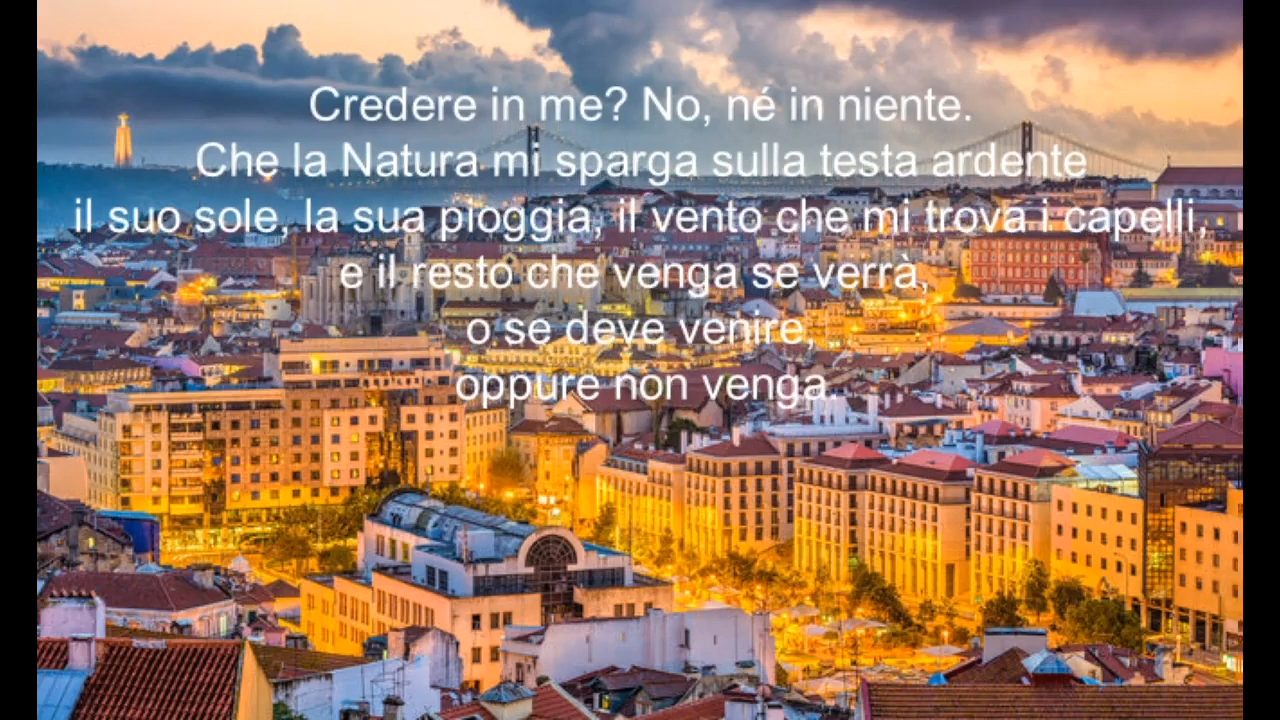 Credere in me? No, né in niente.
Che la Natura mi sparga sulla testa ardente
il suo sole, la sua pioggia, il vento che mi trova i capelli,
e il resto che venga se verrà,
o se deve venire,
oppure non venga.